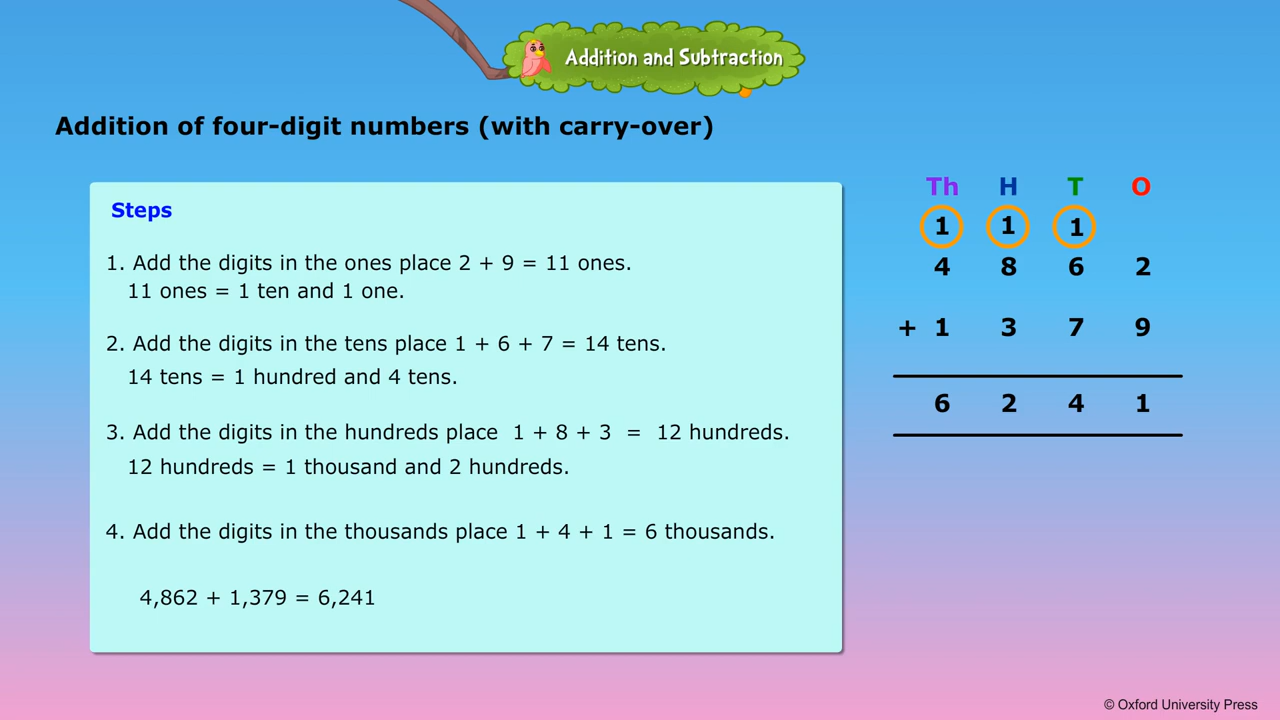 Addition and Subtraction
Addition of four-digit numbers (with carry-over)
Steps
1. Add the digits in the ones place 2 + 9 = 11 ones.
11 ones = 1 ten and 1 one.
2. Add the digits in the tens place 1 + 6 + 7 = 14 tens.
14 tens = 1 hundred and 4 tens.
3. Add the digits in the hundreds place 1 + 8 + 3 = 12 hundreds.
12 hundreds = 1 thousand and 2 hundreds.
4. Add the digits in the thousands place 1 + 4 + 1 = 6 thousands.
4,862 + 1,379 = 6,241
Th H T O
1 1 1
4 8 6 2
+ 1 3 7 9
6 2 4 1
© Oxford University Press